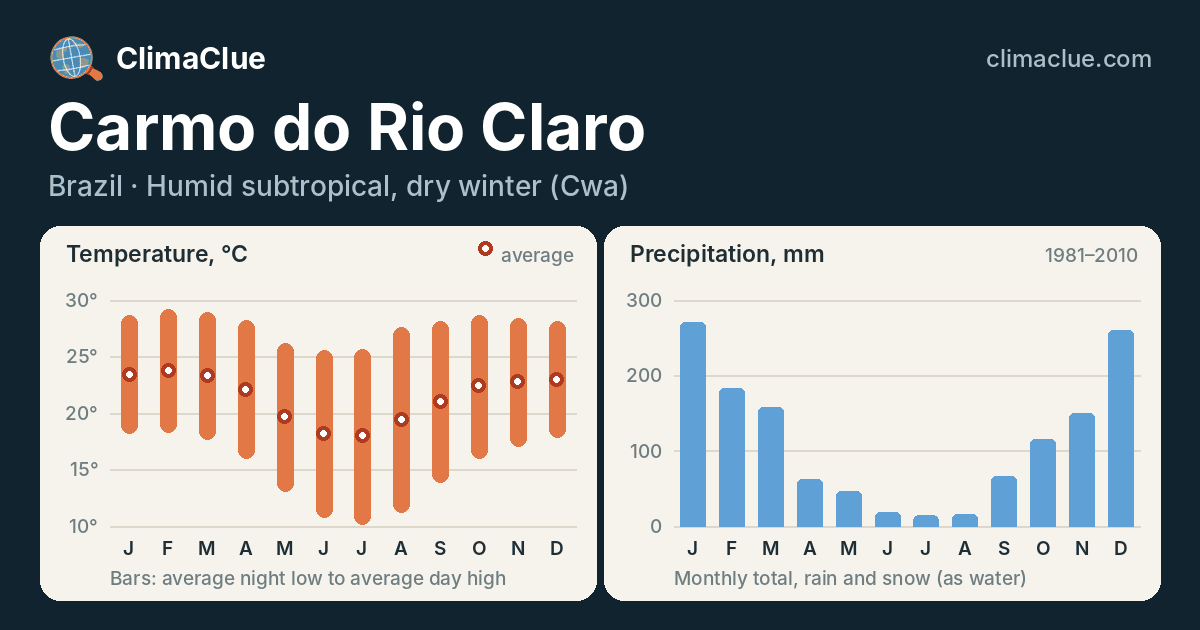 ClimaClue
climaclue.com
Carmo do Rio Claro
Brazil · Humid subtropical, dry winter (Cwa)
Temperature, °C
average
30°
25°
20°
15°
10°
J F M A M J J A S O N D
Bars: average night low to average day high
Precipitation, mm
1981–2010
300
200
100
0
J F M A M J J A S O N D
Monthly total, rain and snow (as water)